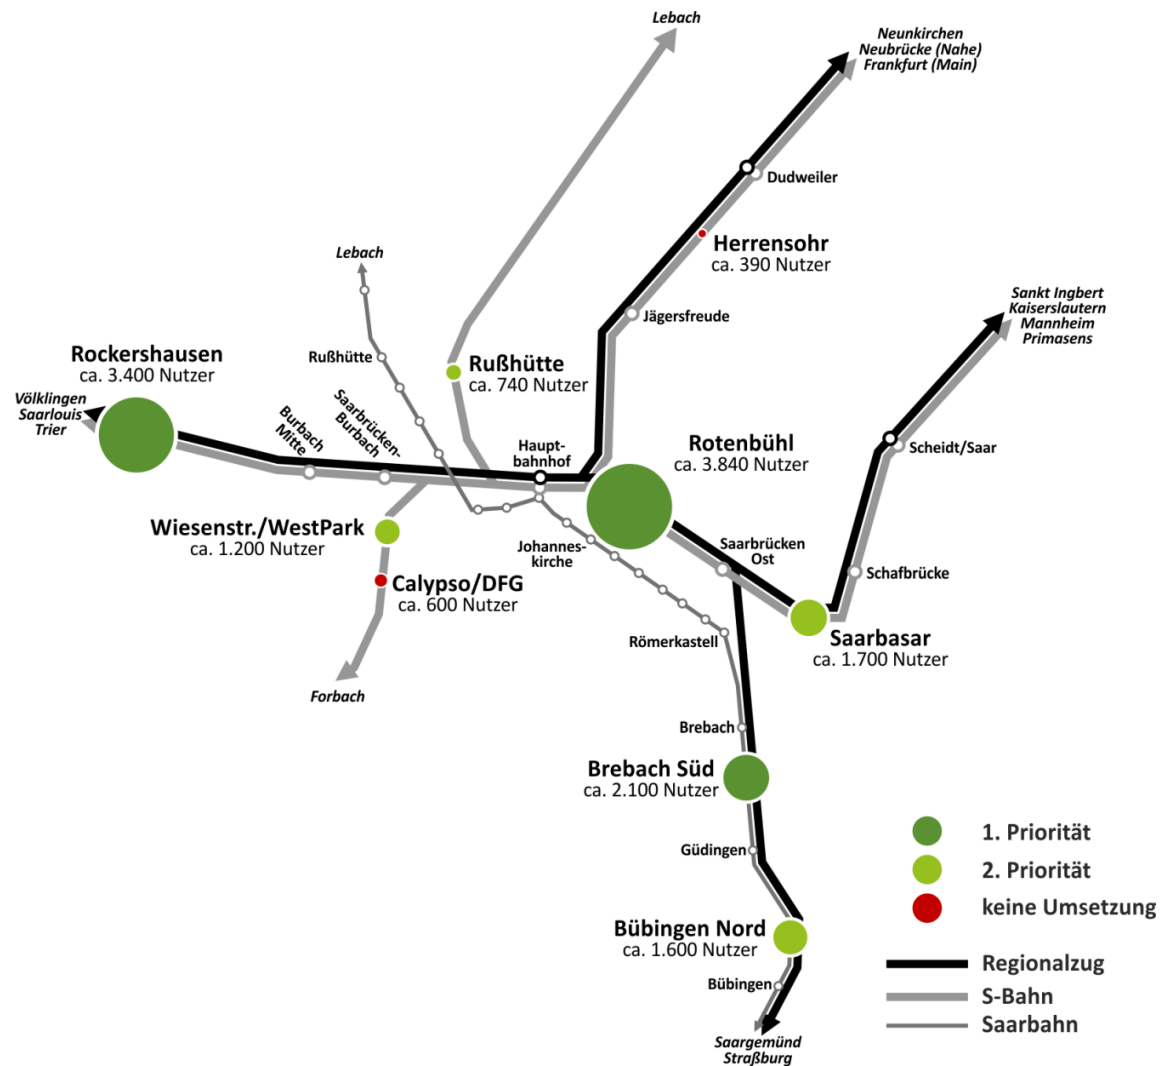 Lebach
Neunkirchen
Neubrücke (Nahe)
Frankfurt (Main)
Dudweiler
Herrensohr
ca. 390 Nutzer
Lebach
Sankt Ingbert
Kaiserslautern
Mannheim
Primasens
Jägersfreude
Rußhütte
Rockershausen
ca. 3.400 Nutzer
Rußhütte
ca. 740 Nutzer
Völklingen
Saarlouis
Trier
Burbach
Mitte
Saarbrücken-
Burbach
Haupt-
bahnhof
Rotenbühl
ca. 3.840 Nutzer
Scheidt/Saar
Wiesenstr./WestPark
ca. 1.200 Nutzer
Johannes-
kirche
Saarbrücken
Ost
Schafbrücke
Calypso/DFG
ca. 600 Nutzer
Römerkastell
Saarbasar
ca. 1.700 Nutzer
Forbach
Brebach
Brebach Süd
ca. 2.100 Nutzer
Güdingen
Bübingen Nord
ca. 1.600 Nutzer
Bübingen
Saargemünd
Straßburg
1. Priorität
2. Priorität
keine Umsetzung
Regionalzug
S-Bahn
Saarbahn